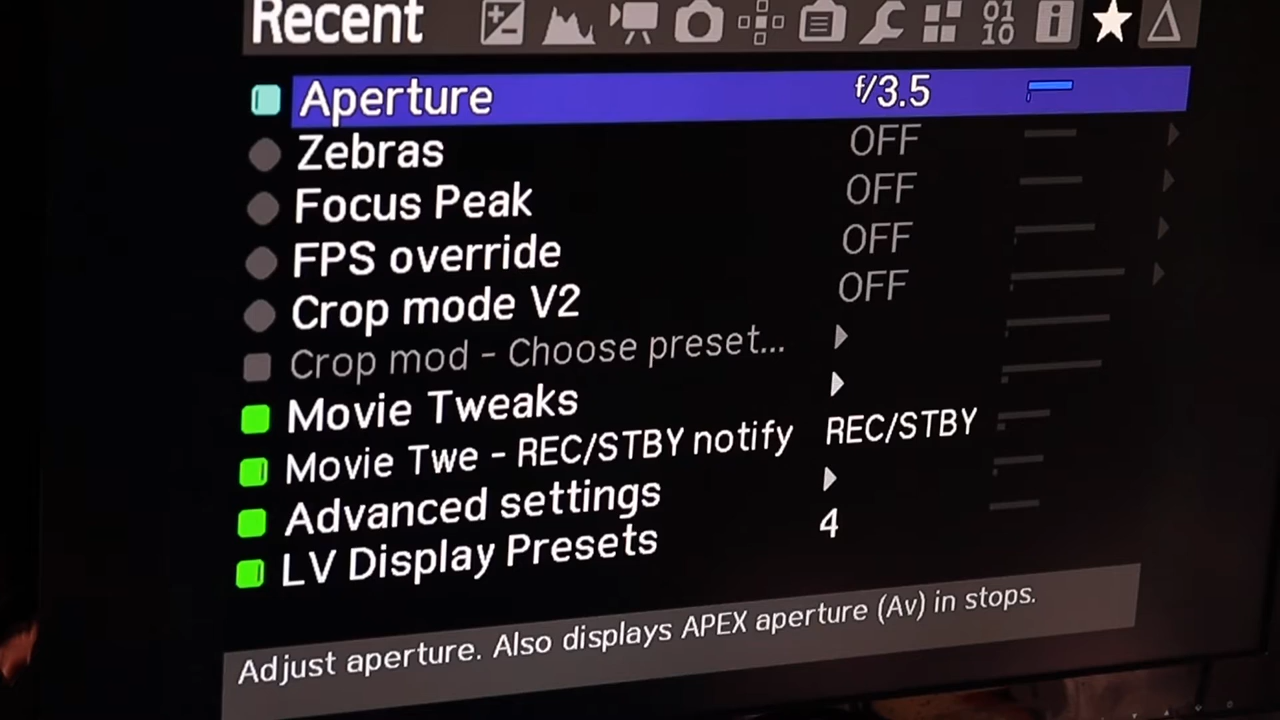 Recent 01
10
Aperture f/3.5
Zebras OFF
Focus Peak OFF
FPS override OFF
Crop mode V2 OFF
Crop mod - Choose preset...
Movie Tweaks
Movie Twe - REC/STBY notify REC/STBY
Advanced settings
LV Display Presets 4
Adjust aperture. Also displays APEX aperture (Av) in stops.